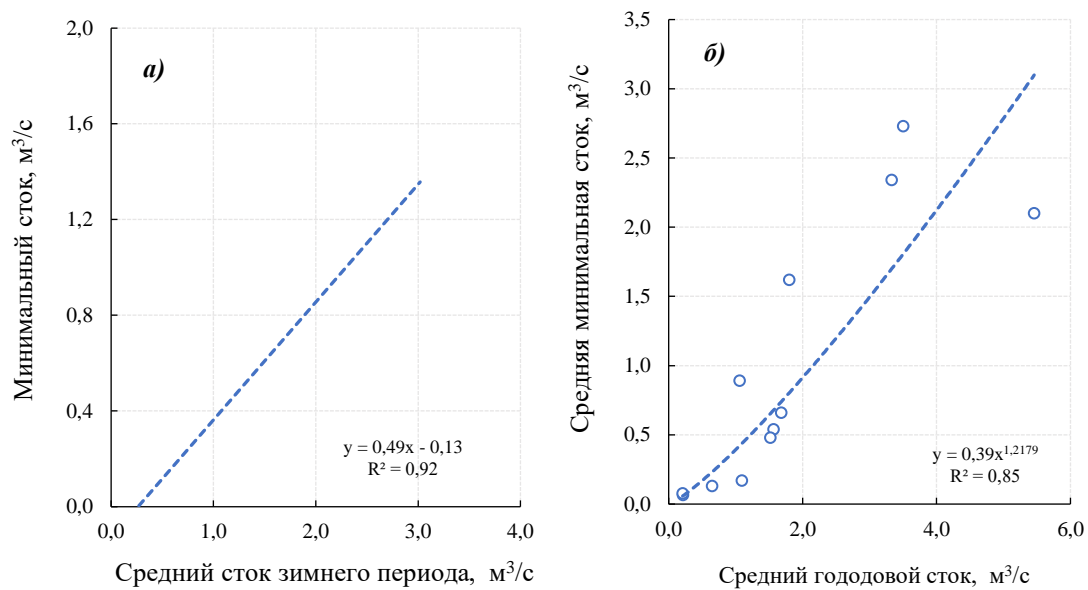 а)
Минимальный сток, м³/с
2,0
1,6
1,2
0,8
0,4
0,0
0,0 1,0 2,0 3,0 4,0
y = 0,49x - 0,13
R² = 0,92
Средний сток зимнего периода, м³/с
б)
Средняя минимальная сток, м³/с
3,5
3,0
2,5
2,0
1,5
1,0
0,5
0,0
0,0 2,0 4,0 6,0
y = 0,39x¹,²¹⁷⁹
R² = 0,85
Средний гододовой сток, м³/с